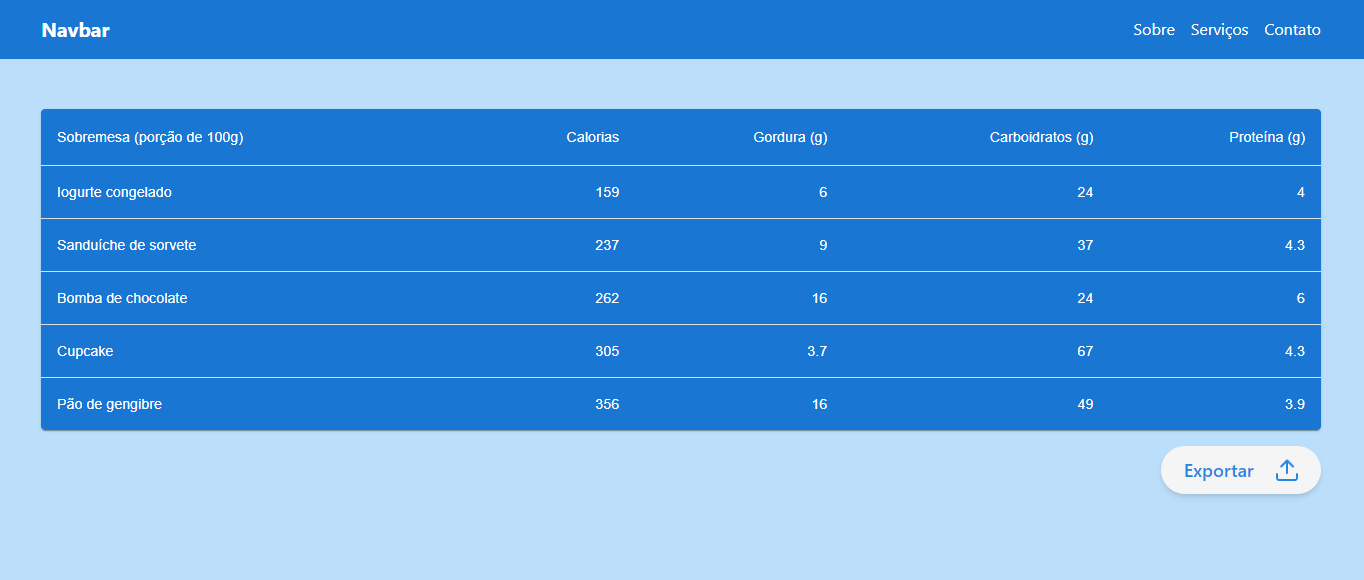 Navbar Sobre Serviços Contato
Sobremesa (porção de 100g) Calorias Gordura (g) Carboidratos (g) Proteína (g)
Iogurte congelado 159 6 24 4
Sanduíche de sorvete 237 9 37 4.3
Bomba de chocolate 262 16 24 6
Cupcake 305 3.7 67 4.3
Pão de gengibre 356 16 49 3.9
Exportar